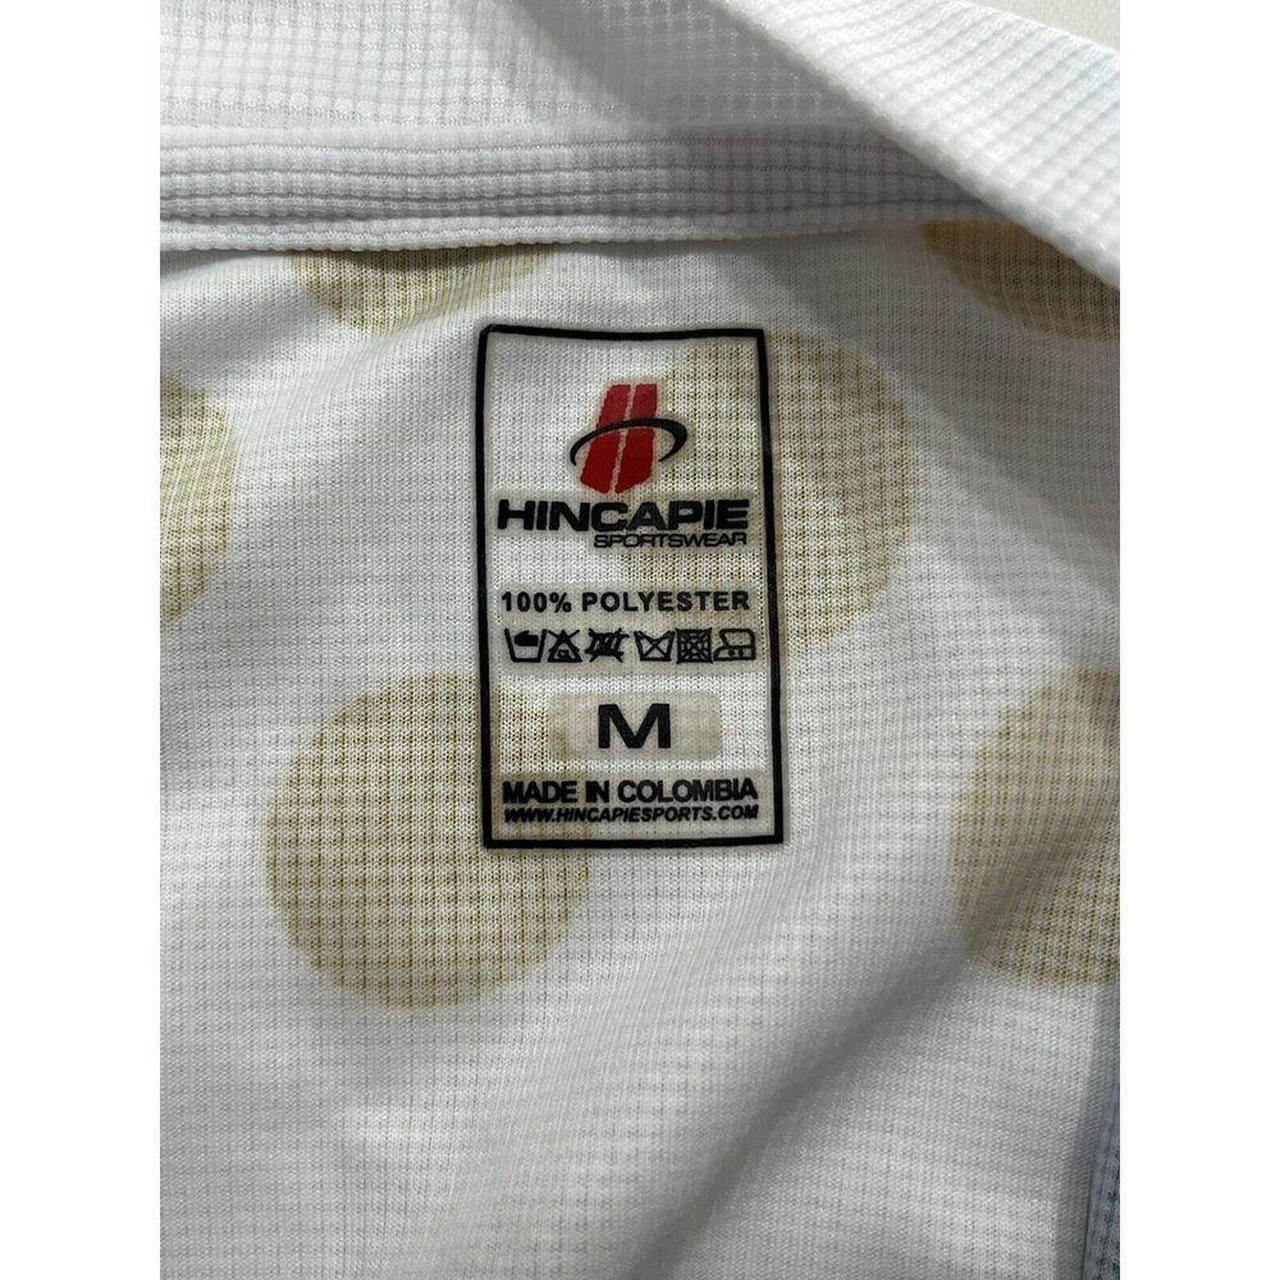 HINCAPIE
SPORTSWEAR
100% POLYESTER
M
MADE IN COLOMBIA
WWW.HINCAPIESPORTS.COM